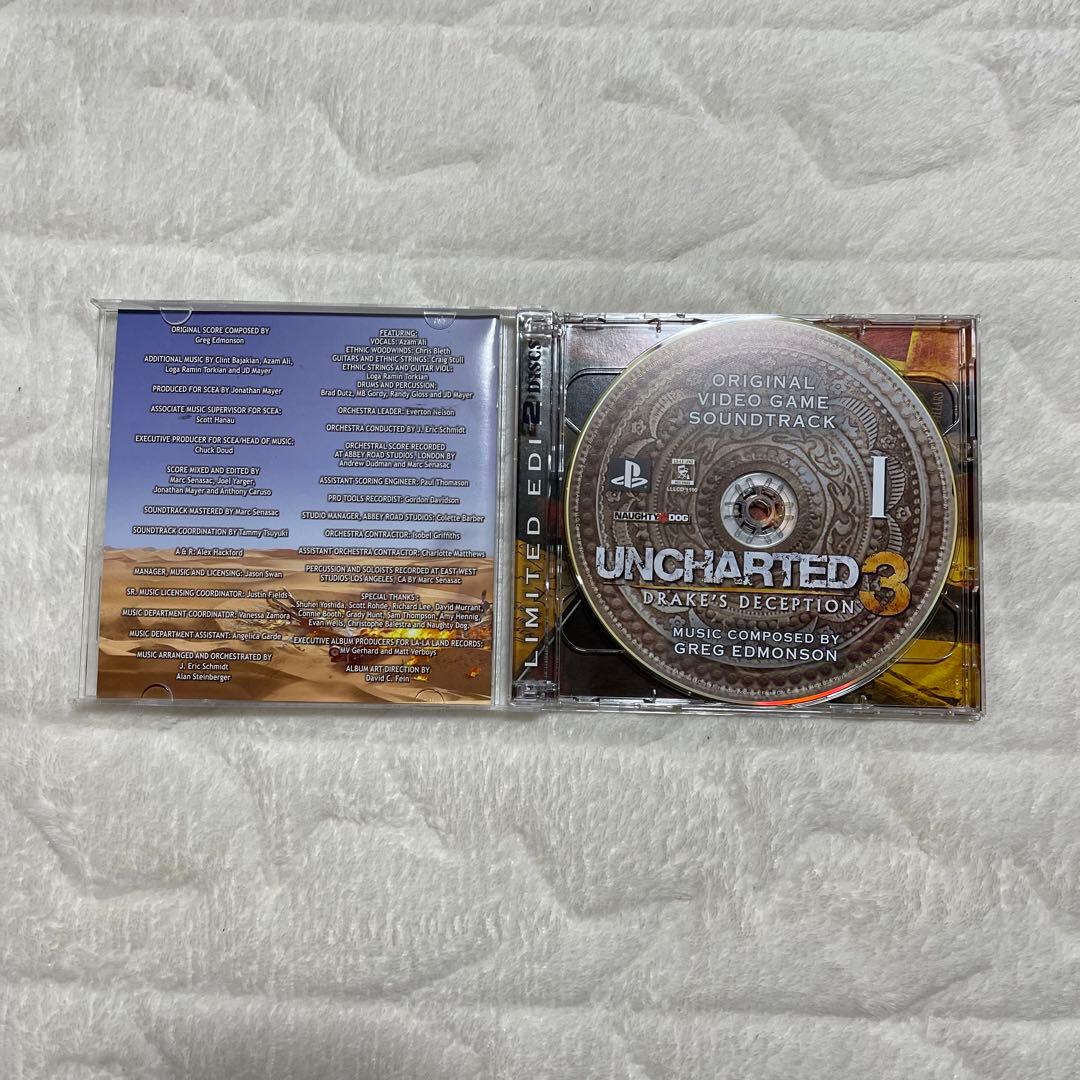 ORIGINAL SCORE COMPOSED BY
Greg Edmonson
ADDITIONAL MUSIC BY Clint Bajakian, Azam Ali,
Loga Ramin Torkian and JD Mayer
PRODUCED FOR SCEA BY Jonathan Mayer
ASSOCIATE MUSIC SUPERVISOR FOR SCEA:
Scott Hanau
EXECUTIVE PRODUCER FOR SCEA/HEAD OF MUSIC:
Chuck Doud
SCORE MIXED AND EDITED BY
Marc Senasac, Joel Yarger,
Jonathan Mayer and Anthony Caruso
SOUNDTRACK MASTERED BY Marc Senasac
SOUNDTRACK COORDINATION BY Tammy Tsuyuki
A & R: Alex Hackford
MANAGER, MUSIC AND LICENSING: Jason Swan
SR. MUSIC LICENSING COORDINATOR: Justin Fields
MUSIC DEPARTMENT COORDINATOR: Vanessa Zamora
MUSIC DEPARTMENT ASSISTANT: Angelica Garde
MUSIC ARRANGED AND ORCHESTRATED BY
J. Eric Schmidt
Alan Steinberger
FEATURING:
VOCALS: Azam Ali
ETHNIC WOODWINDS: Chris Bleth
GUITARS AND ETHNIC STRINGS: Craig Stull
ETHNIC STRINGS AND GUITAR VIOL:
Loga Ramin Torkian
DRUMS AND PERCUSSION:
Brad Dutz, MB Gordy, Randy Gloss and JD Mayer
ORCHESTRA LEADER: Everton Nelson
ORCHESTRA CONDUCTED BY J. Eric Schmidt
ORCHESTRAL SCORE RECORDED
AT ABBEY ROAD STUDIOS, LONDON BY
Andrew Dudman and Marc Senasac
ASSISTANT SCORING ENGINEER: Paul Thomason
PRO TOOLS RECORDIST: Gordon Davidson
STUDIO MANAGER, ABBEY ROAD STUDIOS: Colette Barber
ORCHESTRA CONTRACTOR: Isobel Griffiths
ASSISTANT ORCHESTRA CONTRACTOR: Charlotte Matthews
PERCUSSION AND SOLOISTS RECORDED AT EAST WEST
STUDIOS LOS ANGELES, CA BY Marc Senasac
SPECIAL THANKS :
Shuhei Yoshida, Scott Rohde, Richard Lee, David Murrant,
Connie Booth, Grady Hunt, Sam Thompson, Amy Hennig,
Evan Wells, Christophe Balestra and Naughty Dog.
EXECUTIVE ALBUM PRODUCERS FOR LA-LA LAND RECORDS:
MV Gerhard and Matt Verboys
ALBUM ART DIRECTION BY
David C. Fein
LIMITED EDI
2 DISCS
ORIGINAL
VIDEO GAME
SOUNDTRACK
I
LLLCD 1190
NAUGHTY DOG
UNCHARTED 3
DRAKE'S DECEPTION
MUSIC COMPOSED BY
GREG EDMONSON